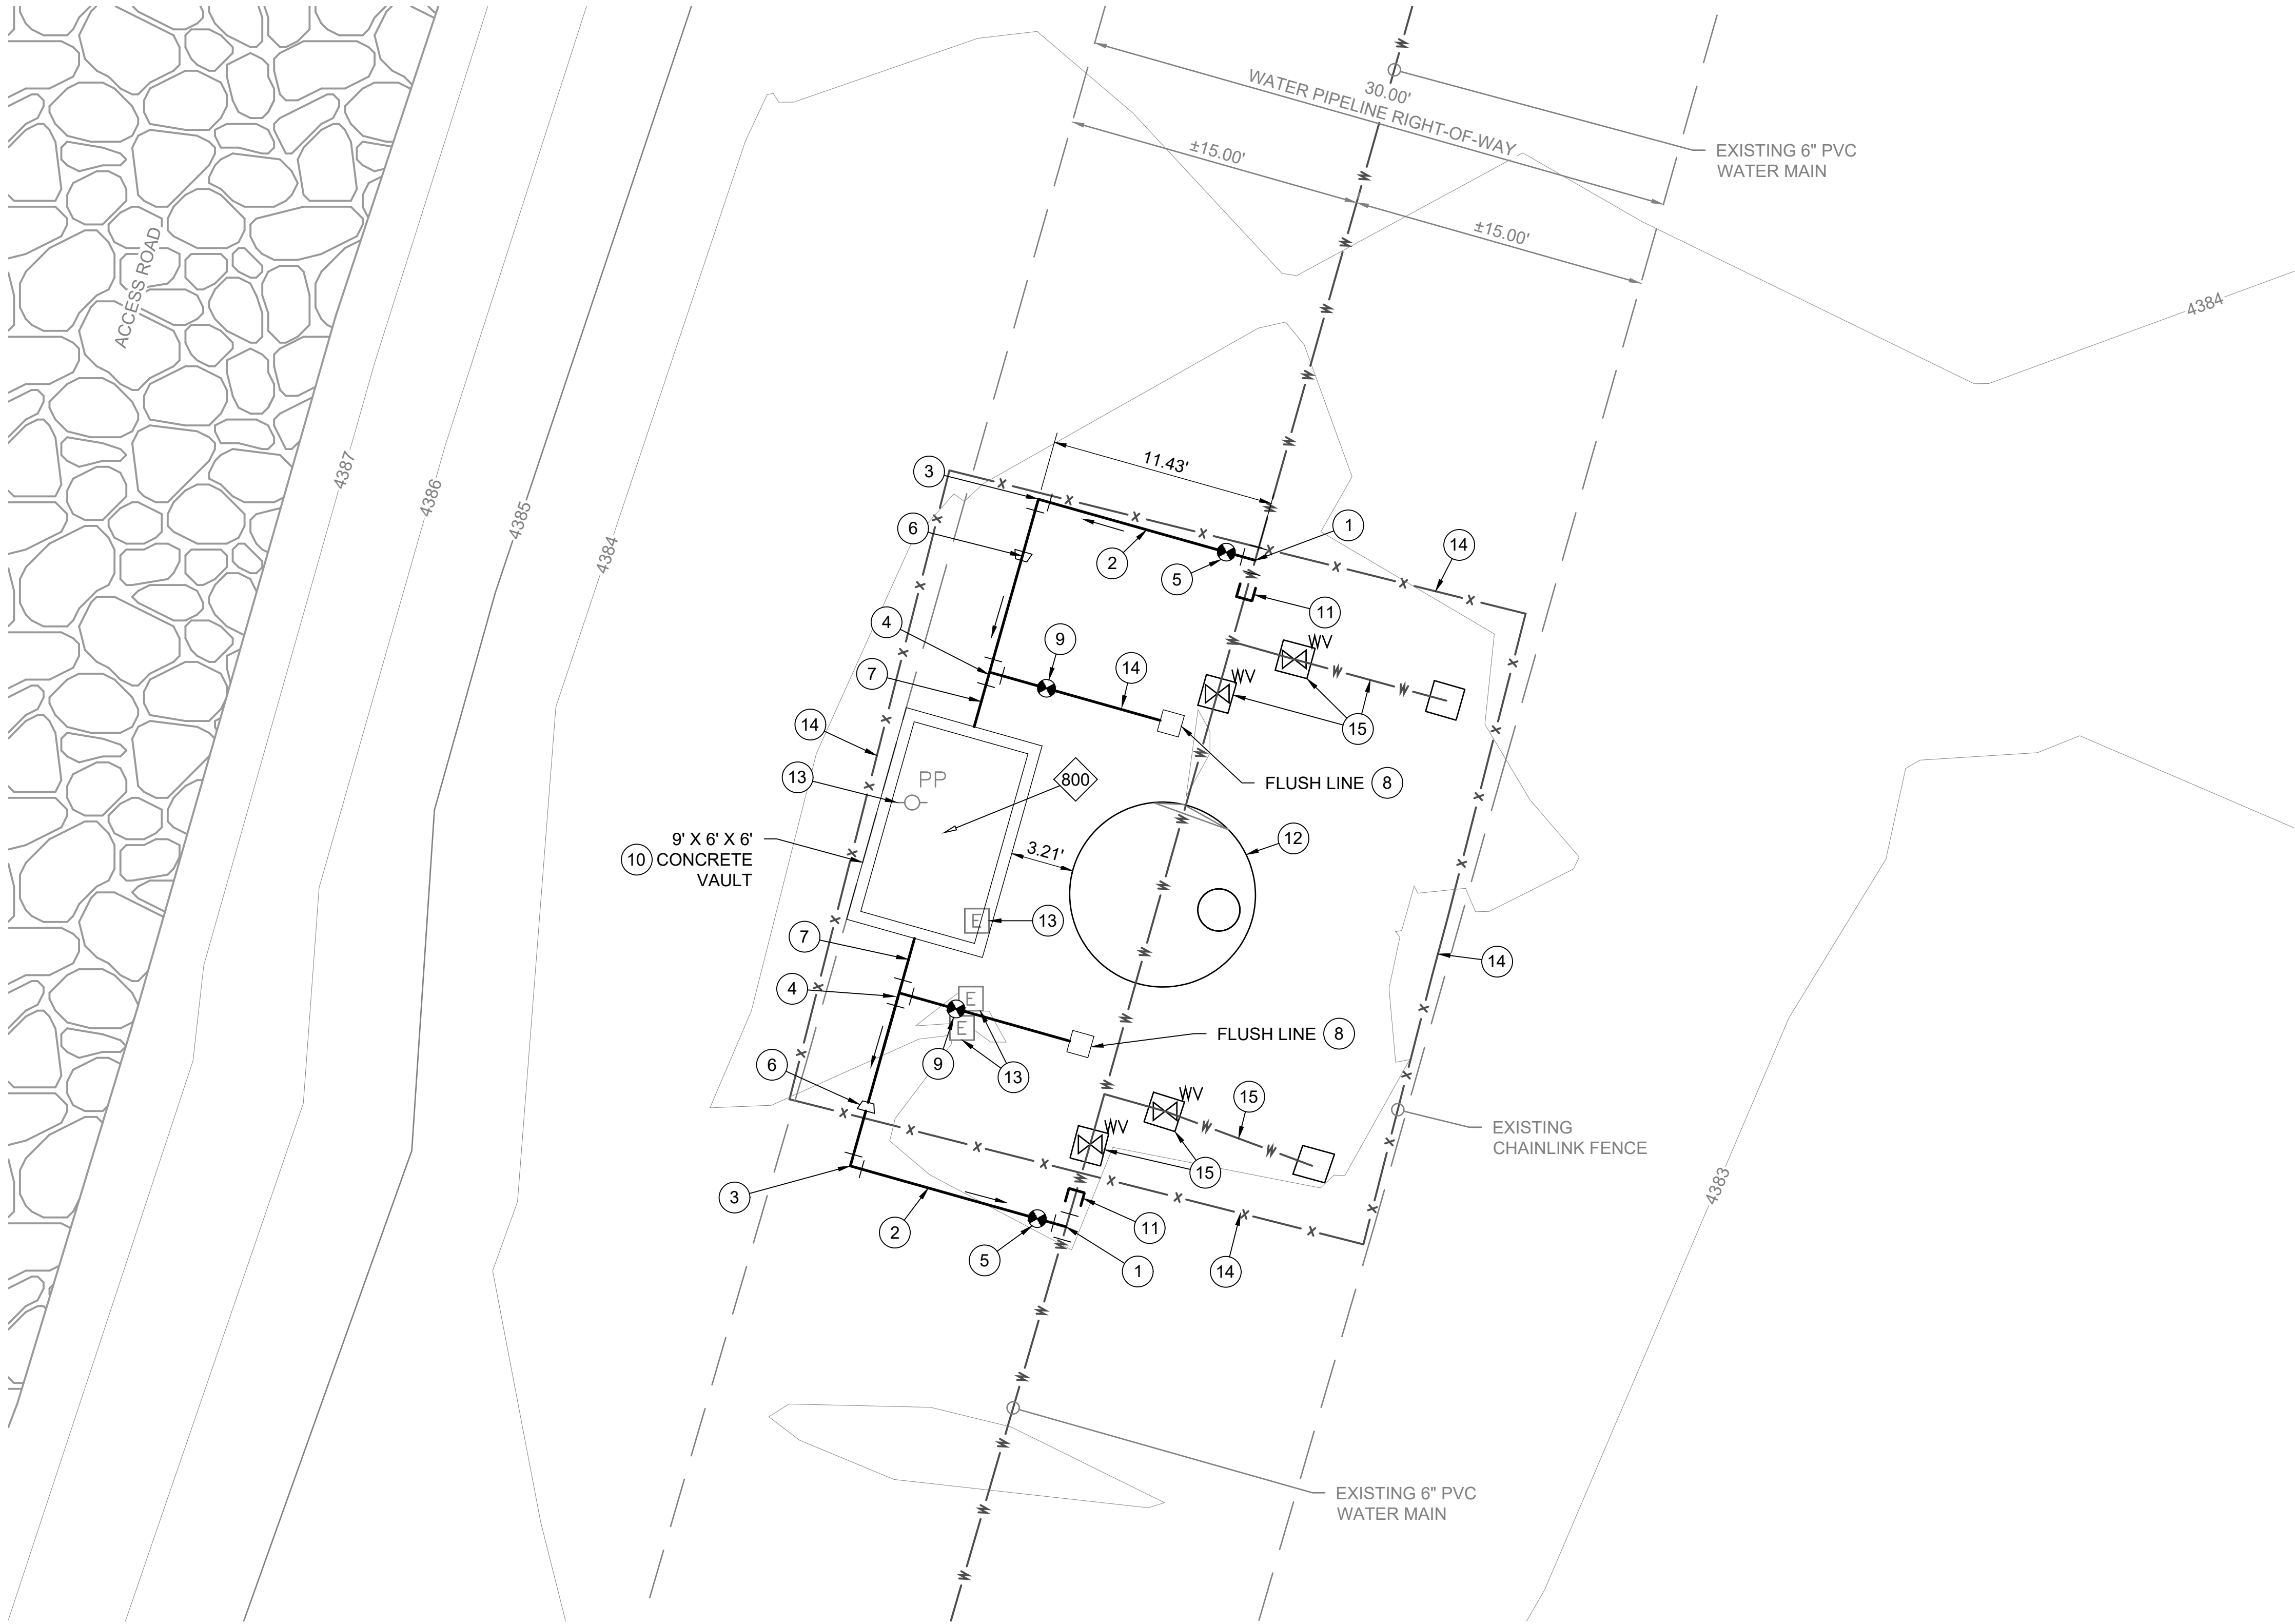 30.00'
WATER PIPELINE RIGHT-OF-WAY
EXISTING 6" PVC
WATER MAIN
±15.00'
±15.00'
ACCESS ROAD
4384
4387
4386
4385
4384
11.43'
3
6
1
14
2
5
11
4
9
14
7
WV
WV
14
15
13
PP
800
FLUSH LINE 8
9' X 6' X 6'
10 CONCRETE
VAULT
3.21'
12
E
13
7
14
4
E
E
FLUSH LINE 8
9
13
6
WV
15
WV
EXISTING
CHAINLINK FENCE
15
3
2
11
5
1
14
4383
EXISTING 6" PVC
WATER MAIN